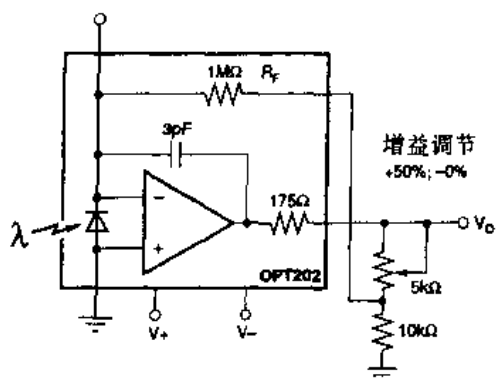 1MΩ R_F
3pF
增益调节
+50%; -0%
175Ω
λ
−
+
V_O
5kΩ
OPT202
10kΩ
V+ V−